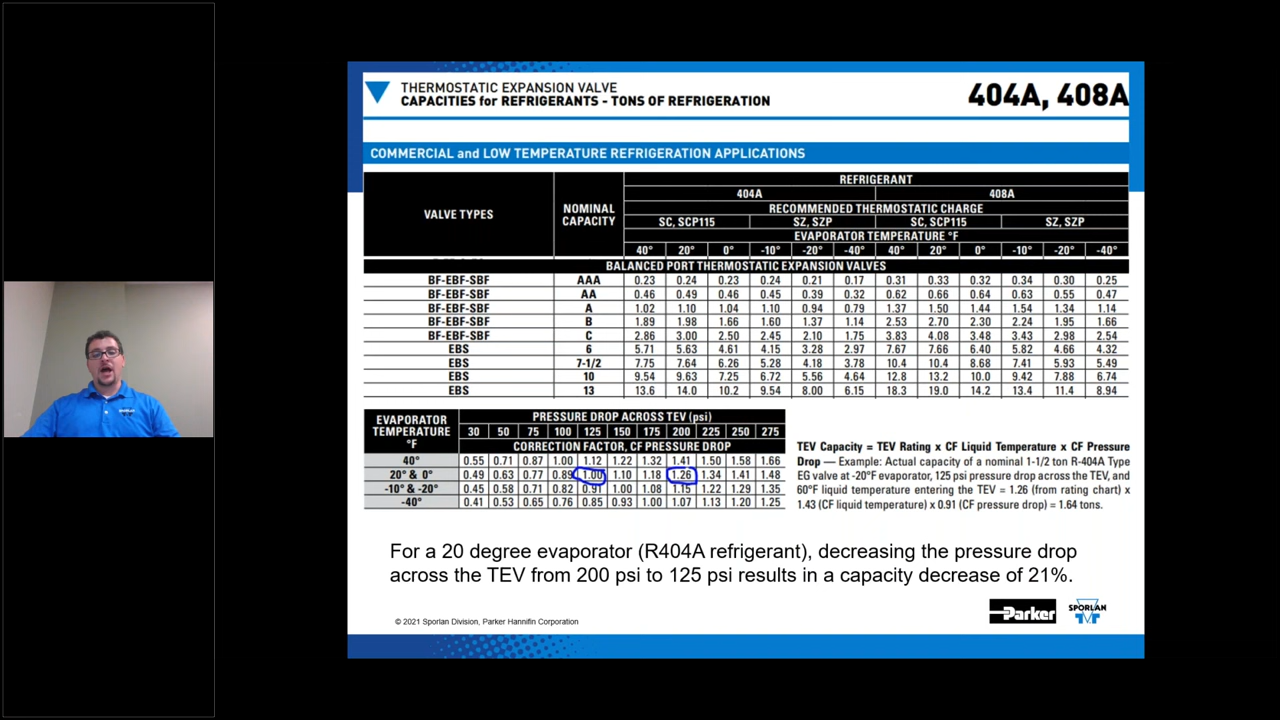 THERMOSTATIC EXPANSION VALVE
CAPACITIES for REFRIGERANTS - TONS OF REFRIGERATION
404A, 408A
COMMERCIAL and LOW TEMPERATURE REFRIGERATION APPLICATIONS
VALVE TYPES
NOMINAL CAPACITY
REFRIGERANT
404A 408A
RECOMMENDED THERMOSTATIC CHARGE
SC, SCP115 SZ, SZP SC, SCP115 SZ, SZP
EVAPORATOR TEMPERATURE °F
40° 20° 0° -10° -20° -40° 40° 20° 0° -10° -20° -40°
BALANCED PORT THERMOSTATIC EXPANSION VALVES
BF-EBF-SBF AAA 0.23 0.24 0.23 0.24 0.21 0.17 0.31 0.33 0.32 0.34 0.30 0.25
BF-EBF-SBF AA 0.46 0.49 0.46 0.45 0.39 0.32 0.62 0.66 0.64 0.63 0.55 0.47
BF-EBF-SBF A 1.02 1.10 1.04 1.10 0.94 0.79 1.37 1.50 1.44 1.54 1.34 1.14
BF-EBF-SBF B 1.89 1.98 1.66 1.60 1.37 1.14 2.53 2.70 2.30 2.24 1.95 1.66
BF-EBF-SBF C 2.86 3.00 2.50 2.45 2.10 1.75 3.83 4.08 3.48 3.43 2.98 2.54
EBS 6 5.71 5.63 4.61 4.15 3.28 2.97 7.67 7.66 6.40 5.82 4.66 4.32
EBS 7-1/2 7.75 7.64 6.26 5.28 4.18 3.78 10.4 10.4 8.68 7.41 5.93 5.49
EBS 10 9.54 9.63 7.25 6.72 5.56 4.64 12.8 13.2 10.0 9.42 7.88 6.74
EBS 13 13.6 14.0 10.2 9.54 8.00 6.15 18.3 19.0 14.2 13.4 11.4 8.94
EVAPORATOR TEMPERATURE °F
PRESSURE DROP ACROSS TEV (psi)
30 50 75 100 125 150 175 200 225 250 275
CORRECTION FACTOR, CF PRESSURE DROP
40° 0.55 0.71 0.87 1.00 1.12 1.22 1.32 1.41 1.50 1.58 1.66
20° & 0° 0.49 0.63 0.77 0.89 1.00 1.10 1.18 1.26 1.34 1.41 1.48
-10° & -20° 0.45 0.58 0.71 0.82 0.91 1.00 1.08 1.15 1.22 1.29 1.35
-40° 0.41 0.53 0.65 0.76 0.85 0.93 1.00 1.07 1.13 1.20 1.25
TEV Capacity = TEV Rating x CF Liquid Temperature x CF Pressure
Drop — Example: Actual capacity of a nominal 1-1/2 ton R-404A Type
EG valve at -20°F evaporator, 125 psi pressure drop across the TEV, and
60°F liquid temperature entering the TEV = 1.26 (from rating chart) x
1.43 (CF liquid temperature) x 0.91 (CF pressure drop) = 1.64 tons.
For a 20 degree evaporator (R404A refrigerant), decreasing the pressure drop
across the TEV from 200 psi to 125 psi results in a capacity decrease of 21%.
© 2021 Sporlan Division, Parker Hannifin Corporation
Parker
SPORLAN
SPORLAN